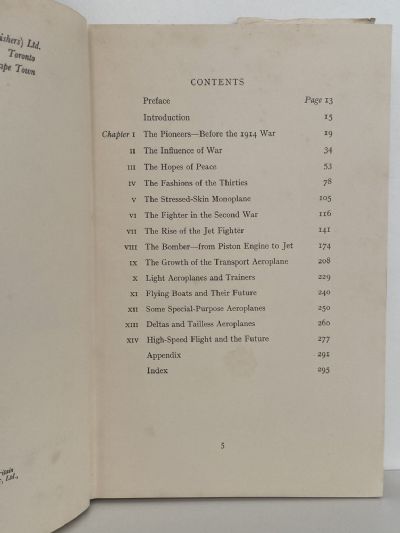 ishers) Ltd.
Toronto
ape Town
CONTENTS
Preface Page 13
Introduction 15
Chapter I The Pioneers—Before the 1914 War 19
II The Influence of War 34
III The Hopes of Peace 53
IV The Fashions of the Thirties 78
V The Stressed-Skin Monoplane 105
VI The Fighter in the Second War 116
VII The Rise of the Jet Fighter 141
VIII The Bomber—from Piston Engine to Jet 174
IX The Growth of the Transport Aeroplane 208
X Light Aeroplanes and Trainers 229
XI Flying Boats and Their Future 240
XII Some Special-Purpose Aeroplanes 250
XIII Deltas and Tailless Aeroplanes 260
XIV High-Speed Flight and the Future 277
Appendix 291
Index 295
5
ritain
Ltd.,